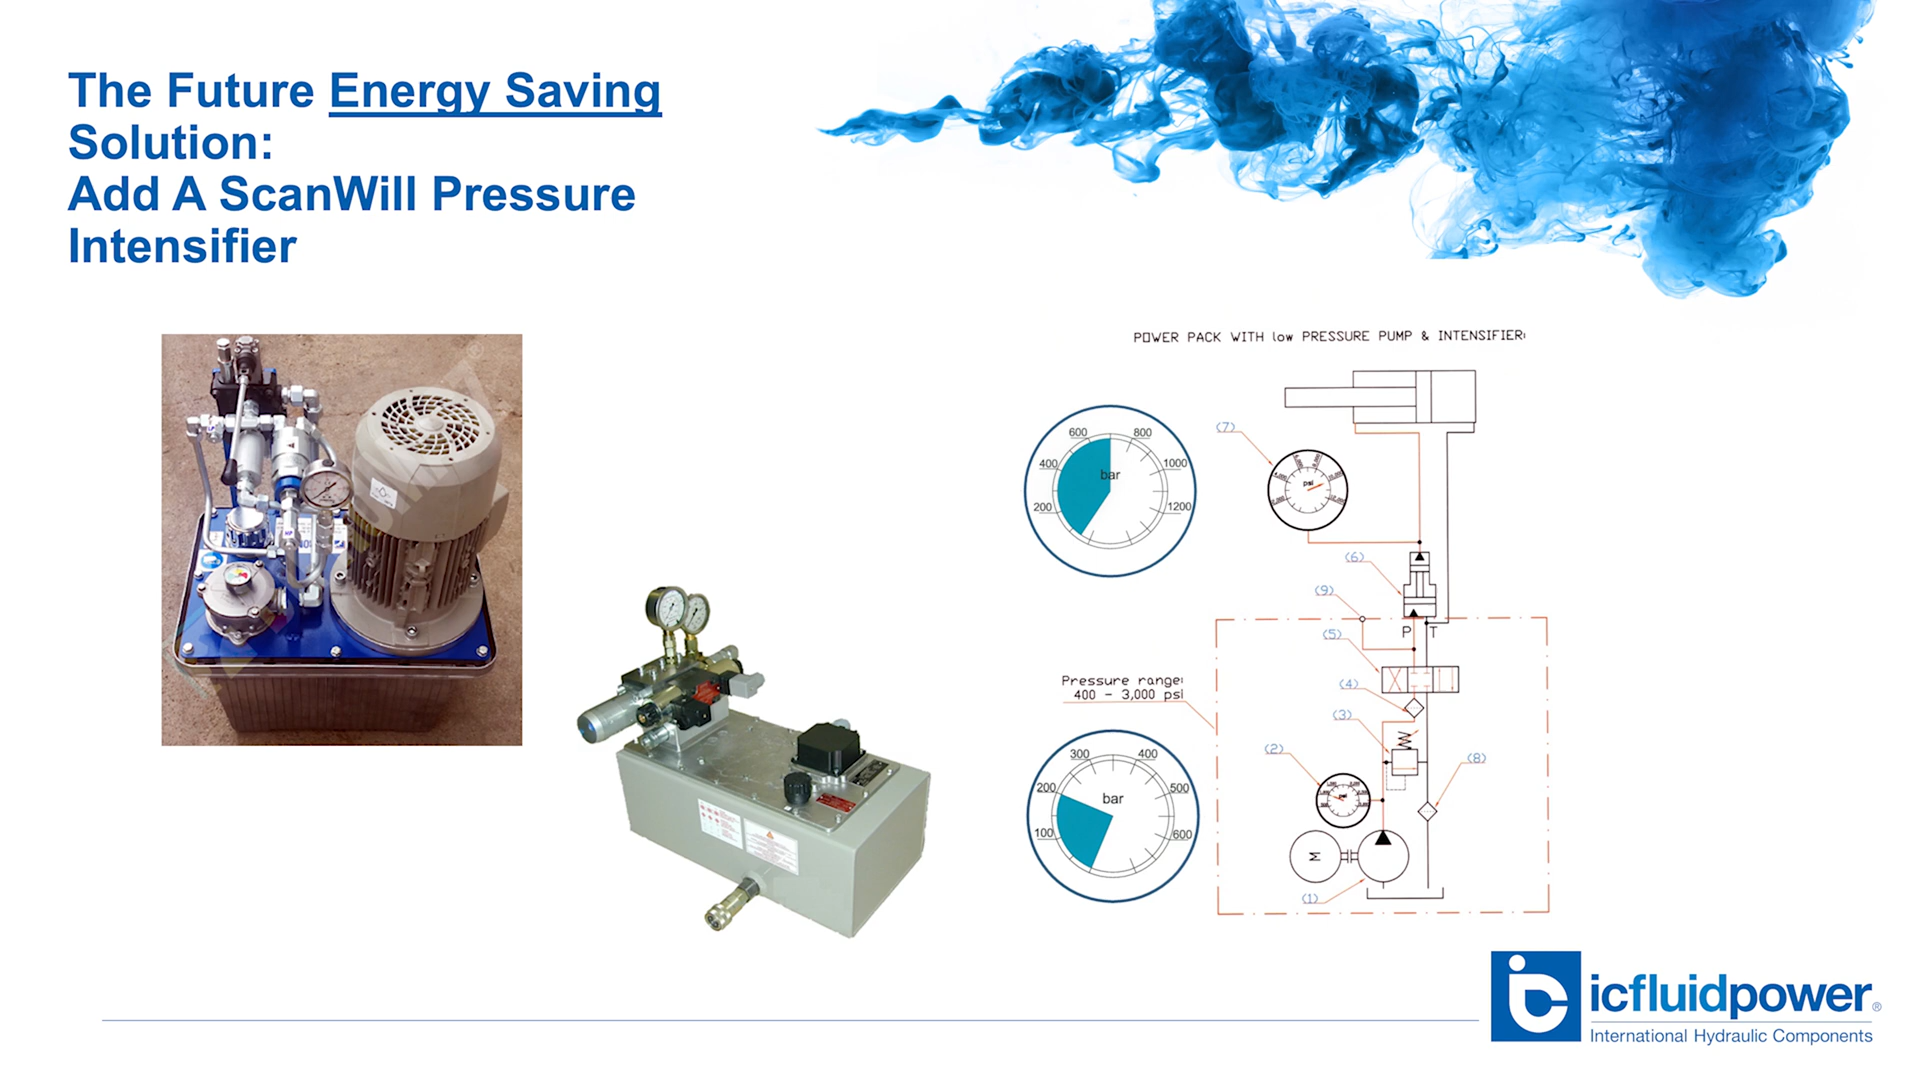 The Future Energy Saving
Solution:
Add A ScanWill Pressure
Intensifier
POWER PACK WITH low PRESSURE PUMP & INTENSIFIER:
600
800
400
bar
1000
200
1200
(7)
psi
(6)
(9)
P
T
(5)
(4)
(3)
(2)
(8)
(1)
M
Pressure range:
400 - 3,000 psi
300
400
200
bar
500
100
600
icfluidpower®
International Hydraulic Components